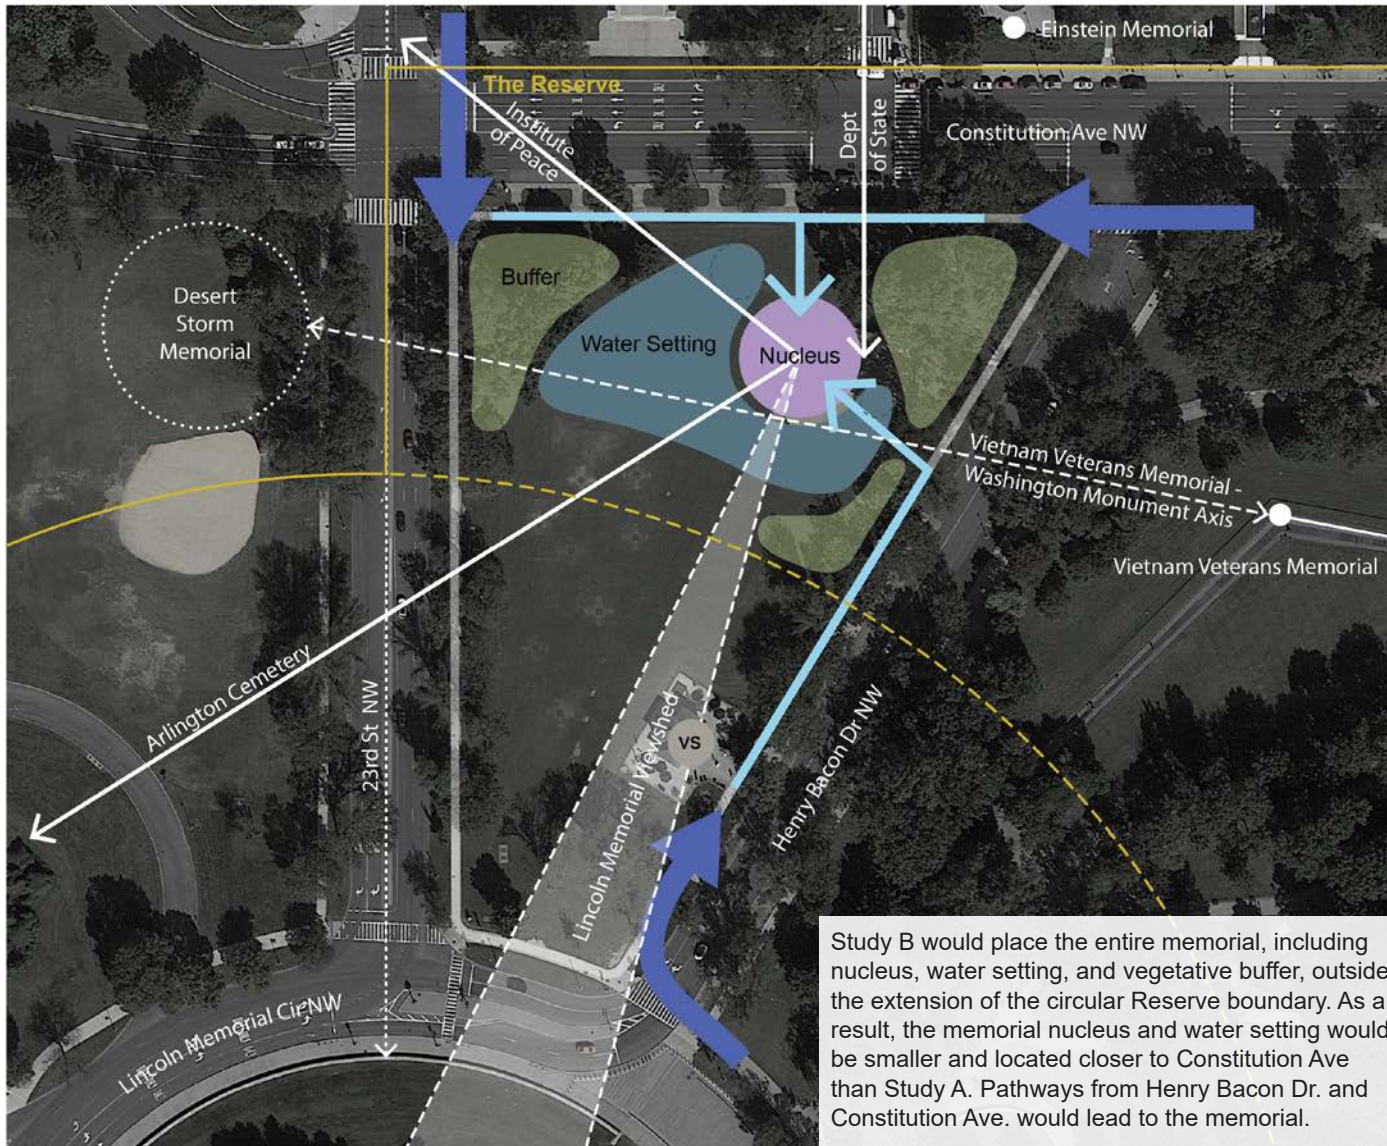 Einstein Memorial
The Reserve
Institute
of Peace
Dept
of State
Constitution Ave NW
Buffer
Desert
Storm
Memorial
Water Setting
Nucleus
Vietnam Veterans Memorial -
Washington Monument Axis
Vietnam Veterans Memorial
Arlington Cemetery
23rd St NW
Lincoln Memorial Viewshed
vs
Henry Bacon Dr NW
Lincoln Memorial Cir NW
Study B would place the entire memorial, including
nucleus, water setting, and vegetative buffer, outside
the extension of the circular Reserve boundary. As a
result, the memorial nucleus and water setting would
be smaller and located closer to Constitution Ave
than Study A. Pathways from Henry Bacon Dr. and
Constitution Ave. would lead to the memorial.